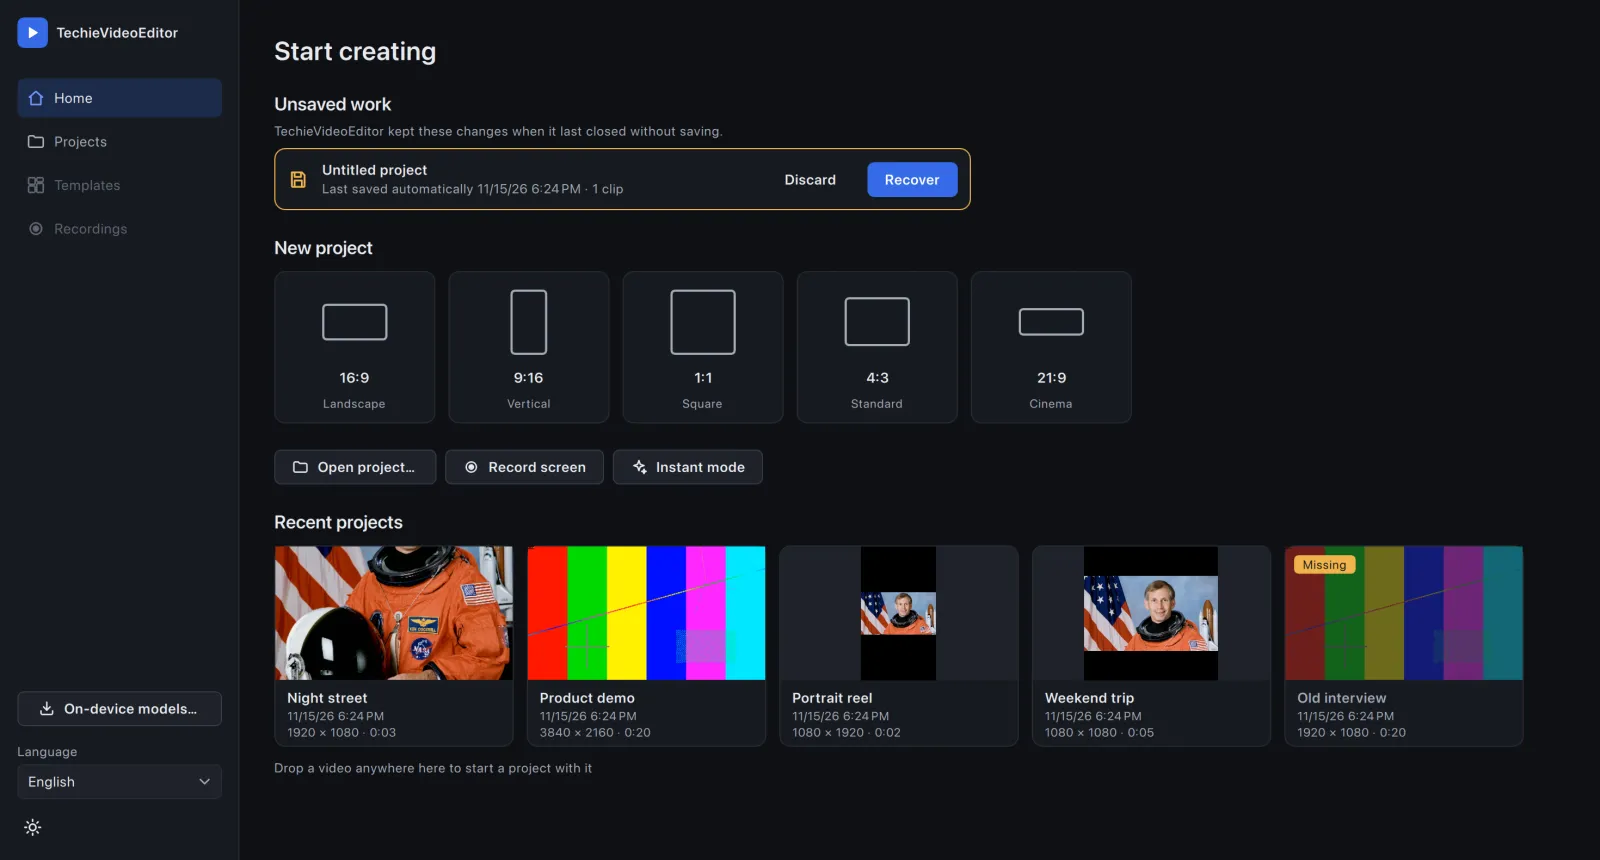 TechieVideoEditor
Home
Projects
Templates
Recordings
On-device models…
Language
English
Start creating
Unsaved work
TechieVideoEditor kept these changes when it last closed without saving.
Untitled project
Last saved automatically 11/15/26 6:24 PM · 1 clip
Discard
Recover
New project
16:9
Landscape
9:16
Vertical
1:1
Square
4:3
Standard
21:9
Cinema
Open project…
Record screen
Instant mode
Recent projects
NASA
Night street
11/15/26 6:24 PM
1920 × 1080 · 0:03
Product demo
11/15/26 6:24 PM
3840 × 2160 · 0:20
Portrait reel
11/15/26 6:24 PM
1080 × 1920 · 0:02
Weekend trip
11/15/26 6:24 PM
1080 × 1080 · 0:05
Missing
Old interview
11/15/26 6:24 PM
1920 × 1080 · 0:20
Drop a video anywhere here to start a project with it